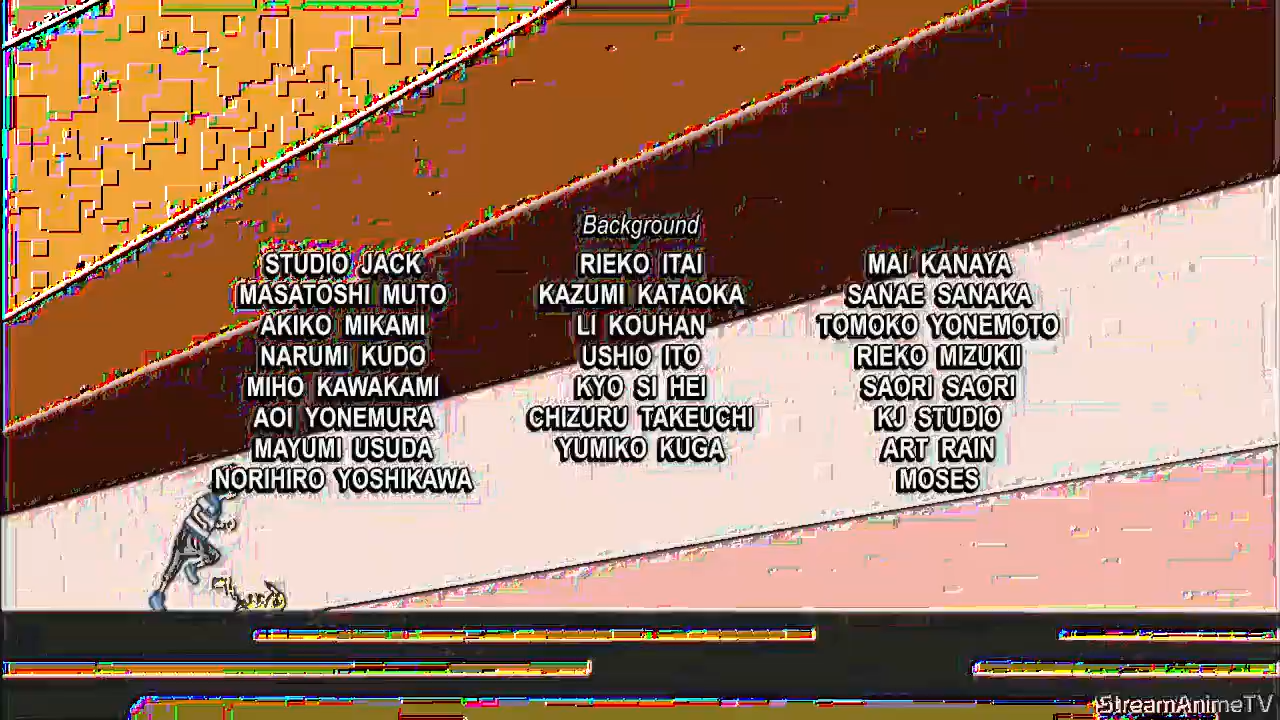 Background
STUDIO JACK
MASATOSHI MUTO
AKIKO MIKAMI
NARUMI KUDO
MIHO KAWAKAMI
AOI YONEMURA
MAYUMI USUDA
NORIHIRO YOSHIKAWA
RIEKO ITAI
KAZUMI KATAOKA
LI KOUHAN
USHIO ITO
KYO SI HEI
CHIZURU TAKEUCHI
YUMIKO KUGA
MAI KANAYA
SANAE SANAKA
TOMOKO YONEMOTO
RIEKO MIZUKII
SAORI SAORI
KJ STUDIO
ART RAIN
MOSES
StreamAnimeTV